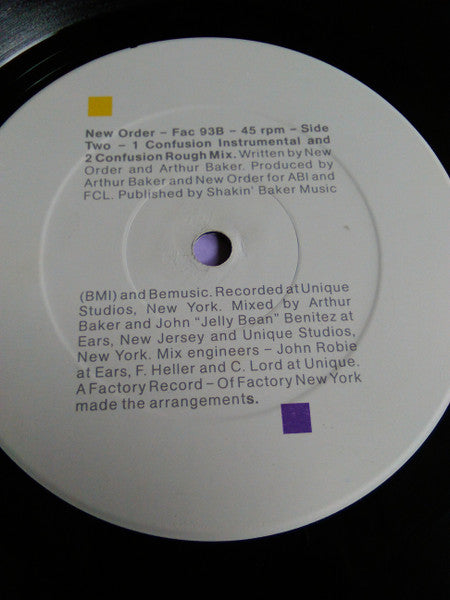 New Order – Fac 93B – 45 rpm – Side
Two – 1 Confusion Instrumental and
2 Confusion Rough Mix. Written by New
Order and Arthur Baker. Produced by
Arthur Baker and New Order for ABI and
FCL. Published by Shakin' Baker Music
(BMI) and Bemusic. Recorded at Unique
Studios, New York. Mixed by Arthur
Baker and John "Jelly Bean" Benitez at
Ears, New Jersey and Unique Studios,
New York. Mix engineers – John Robie
at Ears, F. Heller and C. Lord at Unique.
A Factory Record – Of Factory New York
made the arrangements.